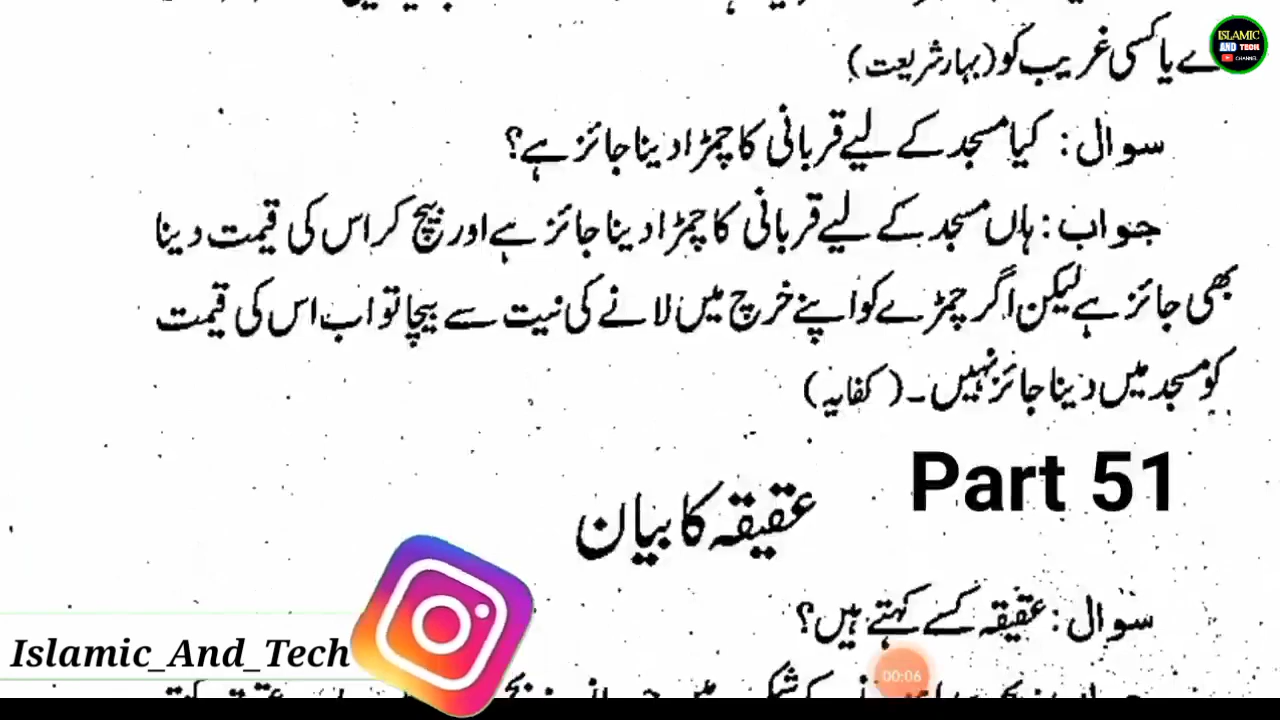 ے یا کسی غریب کو (بہار شریعت)
سوال: کیا مسجد کے لیے قربانی کا چمڑا دینا جائز ہے؟
جواب: ہاں مسجد کے لیے قربانی کا چمڑا دینا جائز ہے اور بیچ کر اس کی قیمت دینا
بھی جائز ہے لیکن اگر چمڑے کو اپنے خرچ میں لانے کی نیت سے بیچا تو اب اس کی قیمت
کو مسجد میں دینا جائز نہیں۔ (کفایہ)
Part 51
عقیقہ کا بیان
سوال: عقیقہ کسے کہتے ہیں؟
Islamic_And_Tech
00:06
ISLAMIC
AND TECH
CHANNEL